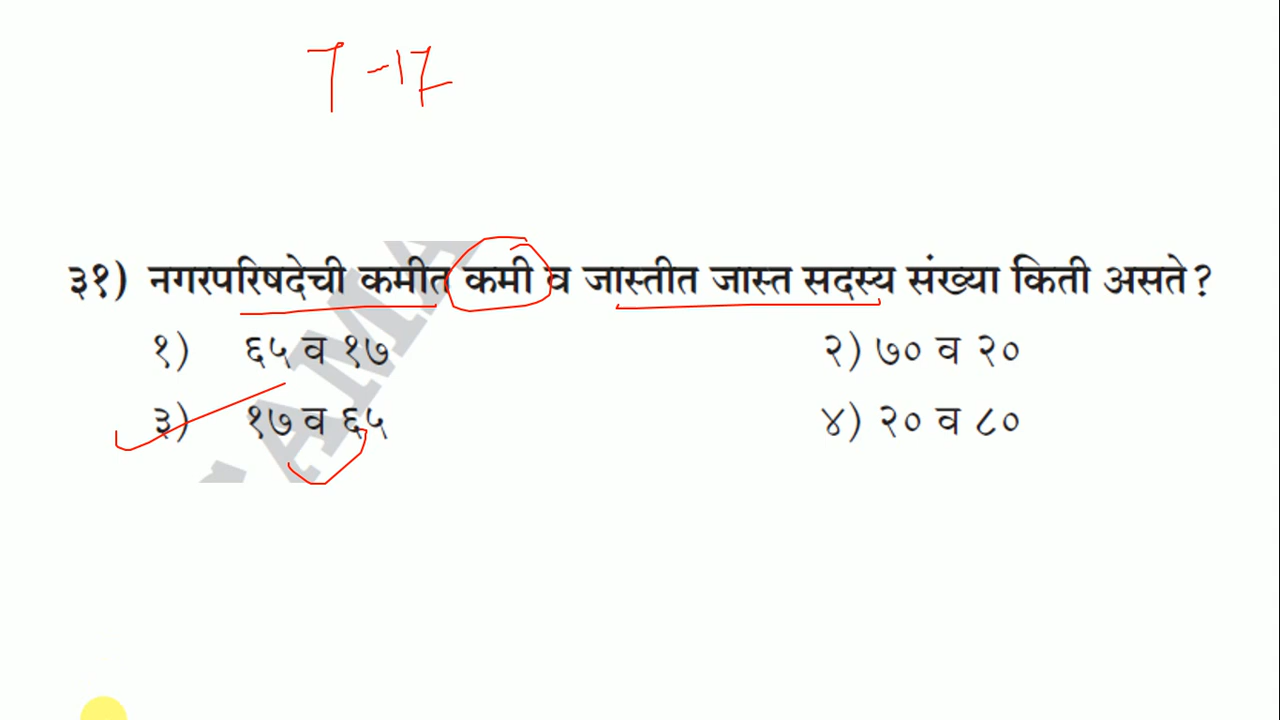 7-17
३१) नगरपरिषदेची कमीत कमी व जास्तीत जास्त सदस्य संख्या किती असते?
१) ६५ व १७ २) ७० व २०
३) १७ व ६५ ४) २० व ८०